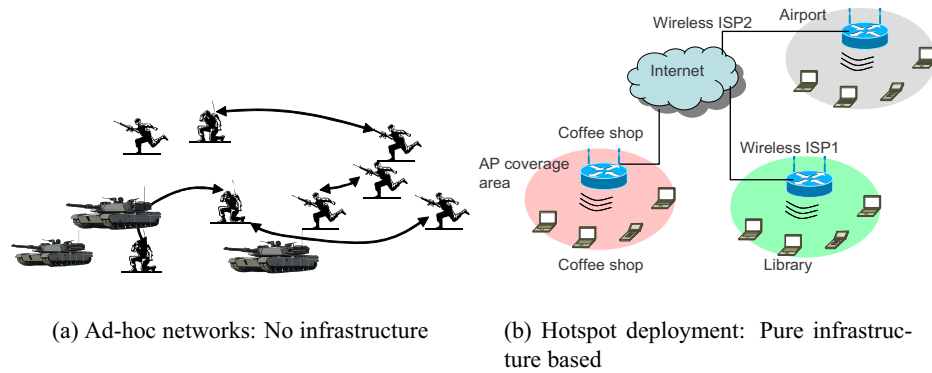 Wireless ISP2
Airport
Internet
Coffee shop
AP coverage
area
Wireless ISP1
Coffee shop
Library
(a) Ad-hoc networks: No infrastructure
(b) Hotspot deployment: Pure infrastruc-
ture based